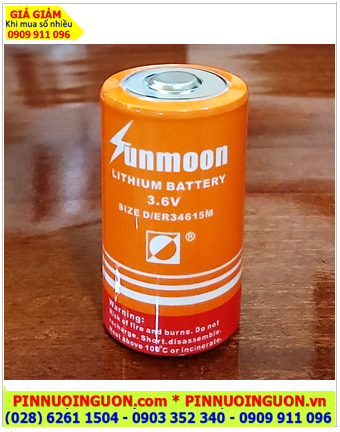 GIÁ GIẢM
Khi mua số nhiều
0909 911 096
Sunmoon
LITHIUM BATTERY
3.6V
SIZE D/ER34615M
®
Warning:
Risk of fire and burns. Do not
recharge. Short.disassemble.
Heat above 100°C or incinerate.
PINNUOINGUON.com * PINNUOINGUON.vn
(028) 6261 1504 - 0903 352 340 - 0909 911 096